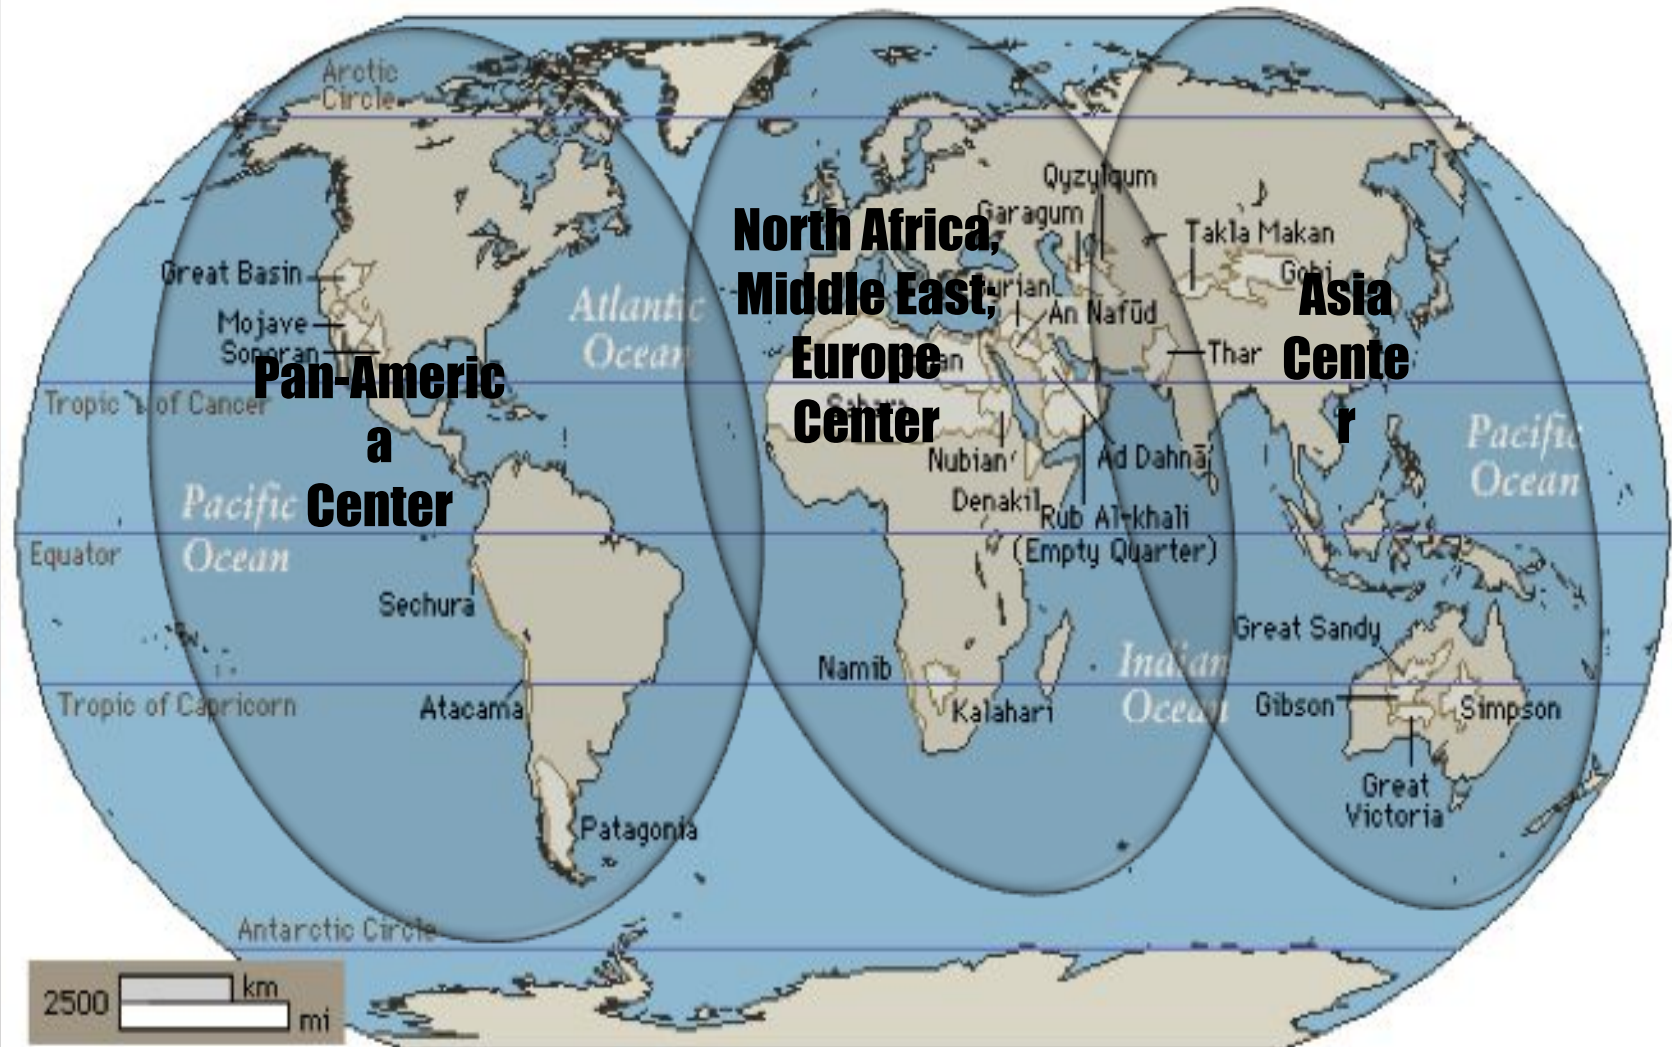 Arctic
Circle
Qyzylqum
Garagum
North Africa,
Middle East;
Europe
Center
Takla Makan
Gobi
Great Basin
Atlantic
Ocean
An Nafūd
Asia
Cente
r
Mojave
Sonoran
Thar
Pan-Americ
a
Center
Tropic of Cancer
Sahara
Pacific
Ocean
Nubian
Ad Dahnā
Denakil
Rub Al-khali
(Empty Quarter)
Pacific
Ocean
Equator
Sechura
Great Sandy
Namib
Indian
Ocean
Tropic of Capricorn
Atacama
Kalahari
Gibson
Simpson
Great
Victoria
Patagonia
Antarctic Circle
2500
km
mi